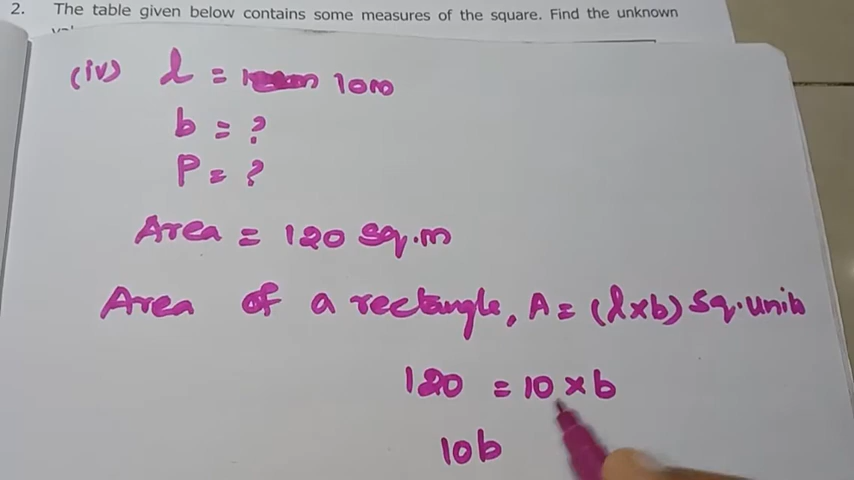 2. The table given below contains some measures of the square. Find the unknown
(iv) l = 10m
b = ?
P = ?
Area = 120 sq.m
Area of a rectangle, A = (l×b) sq.units
120 = 10 × b
10b